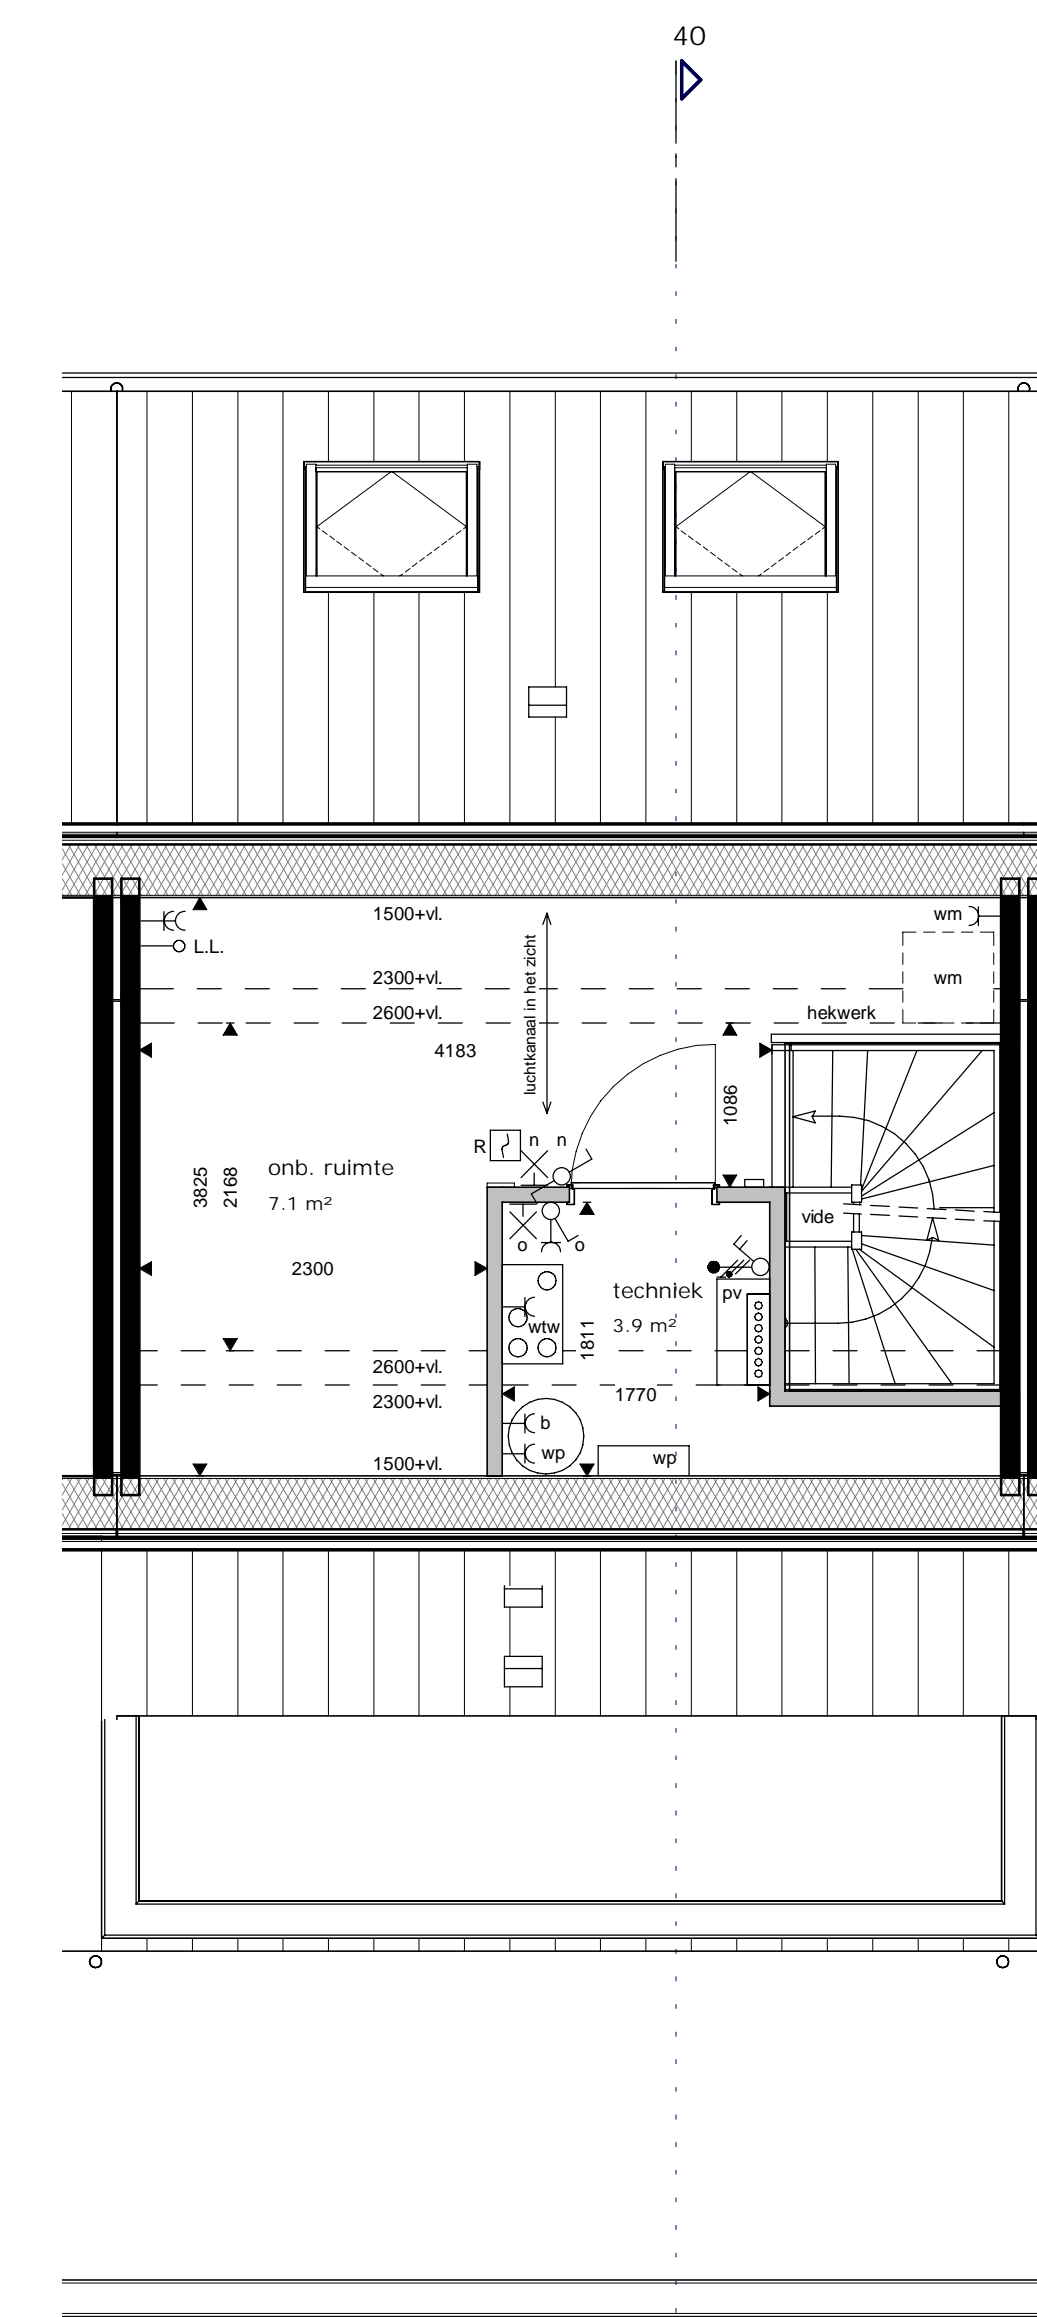 40
1500+vl.
wm
L.L.
luchtkanaal in het zicht
2300+vl.
wm
2600+vl.
hekwerk
4183
1086
R
n
n
onb. ruimte
7.1 m²
3825
2168
vide
o
o
2300
techniek
3.9 m²
pv
wtw
1811
2600+vl.
1770
2300+vl.
b
wp
wp
1500+vl.